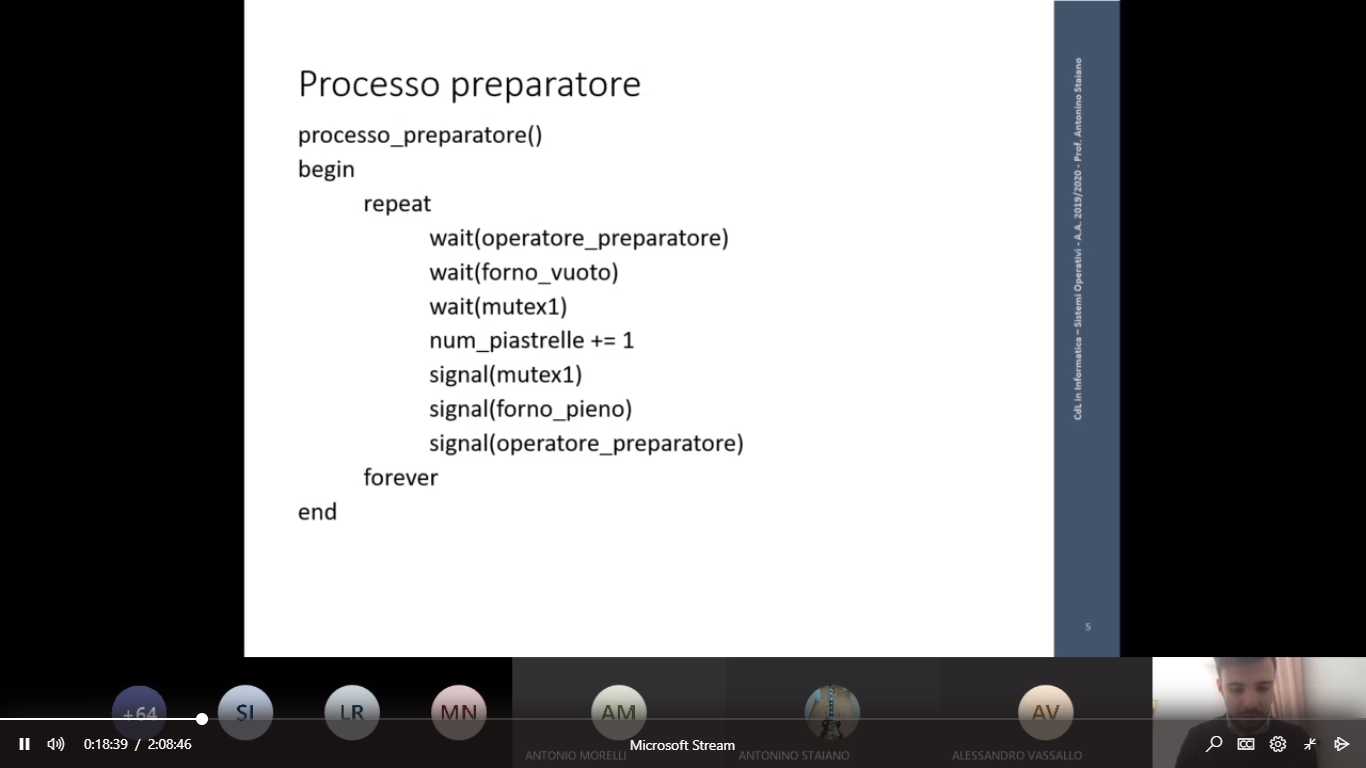 Processo preparatore
processo_preparatore()
begin
repeat
wait(operatore_preparatore)
wait(forno_vuoto)
wait(mutex1)
num_piastrelle += 1
signal(mutex1)
signal(forno_pieno)
signal(operatore_preparatore)
forever
end
CdL in Informatica – Sistemi Operativi - A.A. 2019/2020 - Prof. Antonino Staiano
5
+64
SI
LR
MN
AM
AV
ANTONIO MORELLI
ANTONINO STAIANO
ALESSANDRO VASSALLO
0:18:39 / 2:08:46
Microsoft Stream
CC